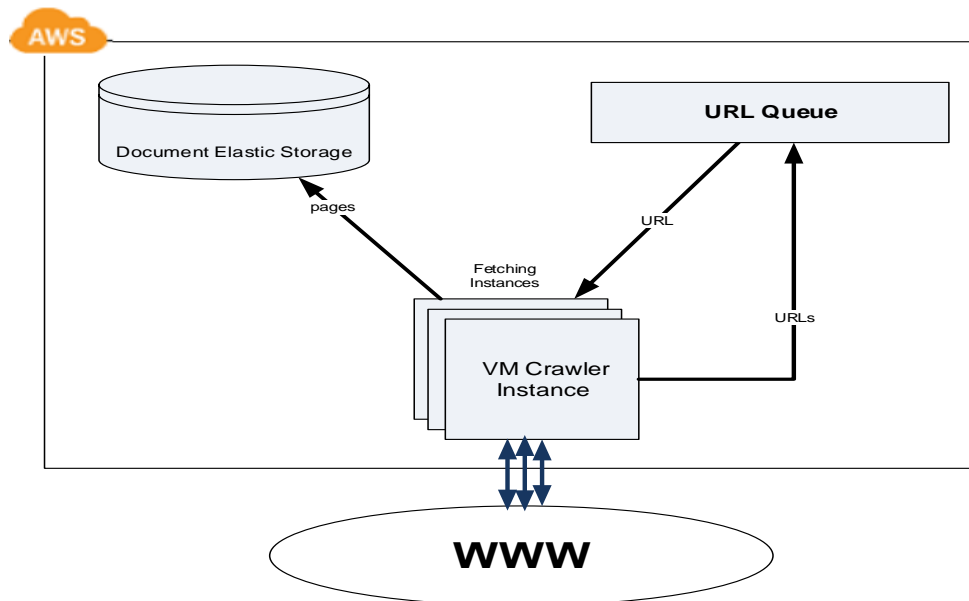 AWS
Document Elastic Storage
URL Queue
pages
URL
Fetching
Instances
URLs
VM Crawler
Instance
www